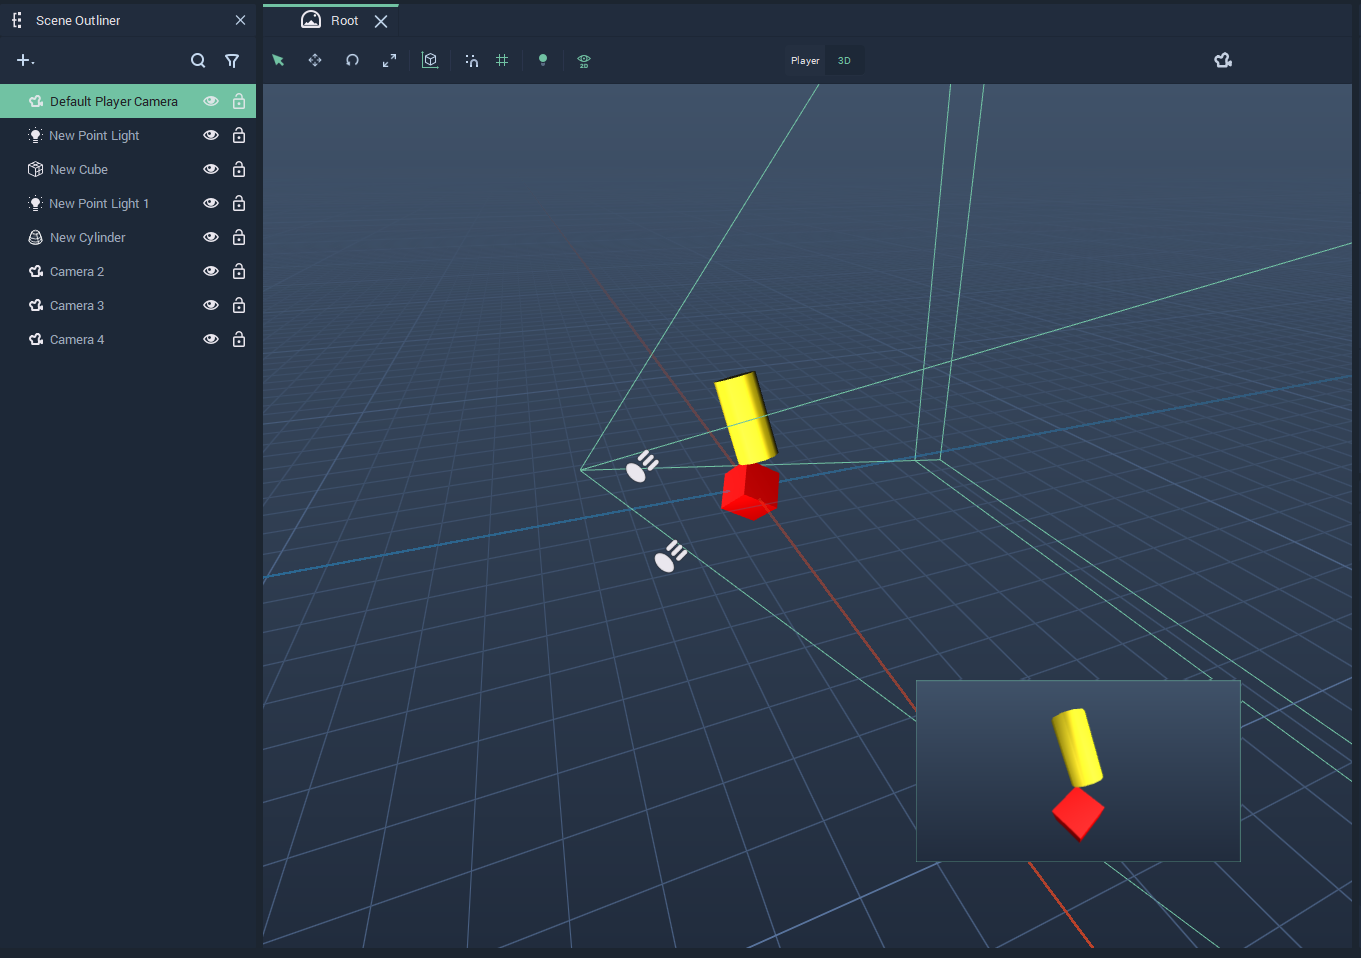 Scene Outliner
Root
Player
3D
2D
Default Player Camera
New Point Light
New Cube
New Point Light 1
New Cylinder
Camera 2
Camera 3
Camera 4